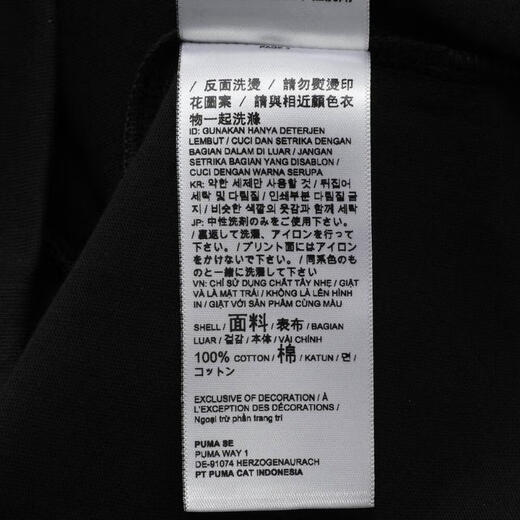 PAGE 3
/ 反面洗燙 / 請勿熨燙印
花圖案 / 請與相近顏色衣
物一起洗滌
ID: GUNAKAN HANYA DETERJEN
LEMBUT / CUCI DAN SETRIKA DENGAN
BAGIAN DALAM DI LUAR / JANGAN
SETRIKA BAGIAN YANG DISABLON /
CUCI DENGAN WARNA SERUPA
KR: 약한 세제만 사용할 것 / 뒤집어
세탁 및 다림질 / 인쇄부분 다림질 금
지 / 비슷한 색깔의 옷감과 함께 세탁
JP: 中性洗剤のみをご使用下さい。
/ 裏返して洗濯、アイロンを行って
下さい。/ プリント面にはアイロン
をかけないで下さい。/ 同系色のも
のと一緒に洗濯して下さい
VN: CHỈ SỬ DỤNG CHẤT TẨY NHẸ / GIẶT
VÀ LÀ MẶT TRÁI / KHÔNG LÀ LÊN HÌNH
IN / GIẶT VỚI SẢN PHẨM CÙNG MÀU
SHELL / 面料 / 表布 / BAGIAN
LUAR / 겉감 / 本体 / VẢI CHÍNH
100% COTTON / 棉 / KATUN / 면 /
コットン
EXCLUSIVE OF DECORATION /
À L'EXCEPTION DES DÉCORATIONS /
Ngoại trừ phần trang trí
PUMA SE
PUMA WAY 1
DE-91074 HERZOGENAURACH
PT PUMA CAT INDONESIA